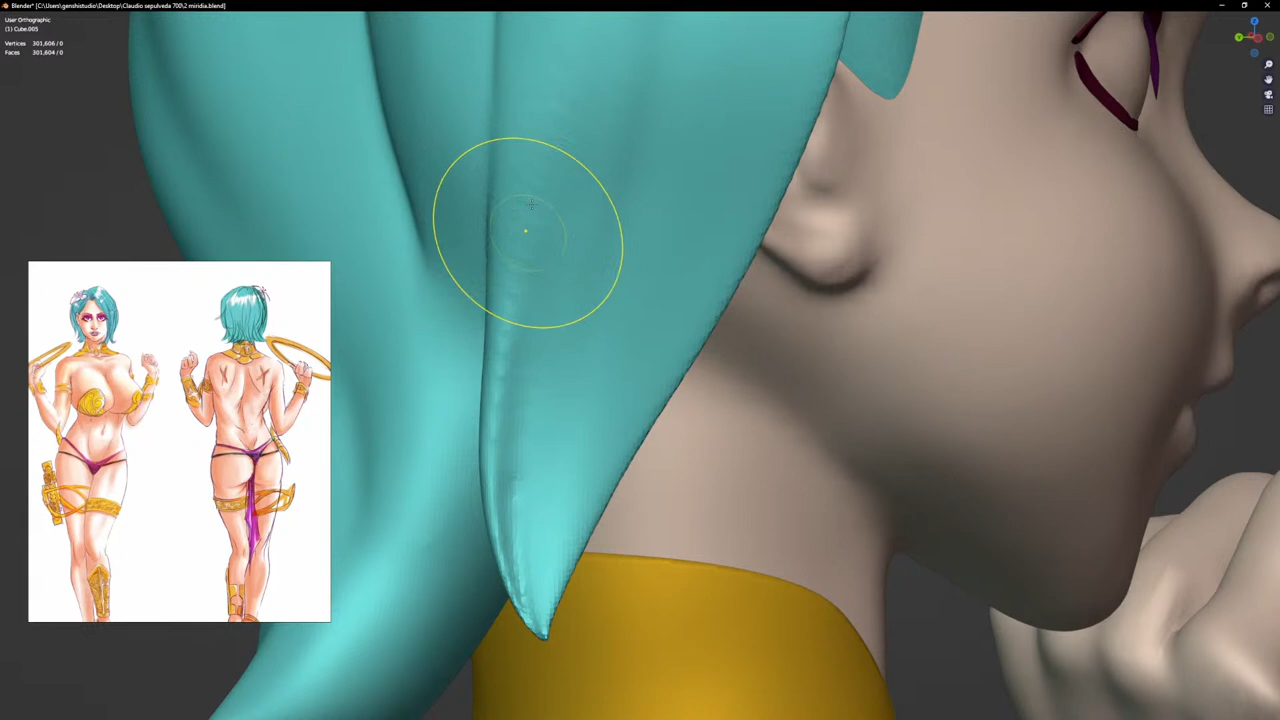 Blender* [C:\Users\genshistudio\Desktop\Claudio sepulveda 700\2 miridia.blend]
User Orthographic
(1) Cube.005
Vertices 301,606 / 0
Faces 301,604 / 0